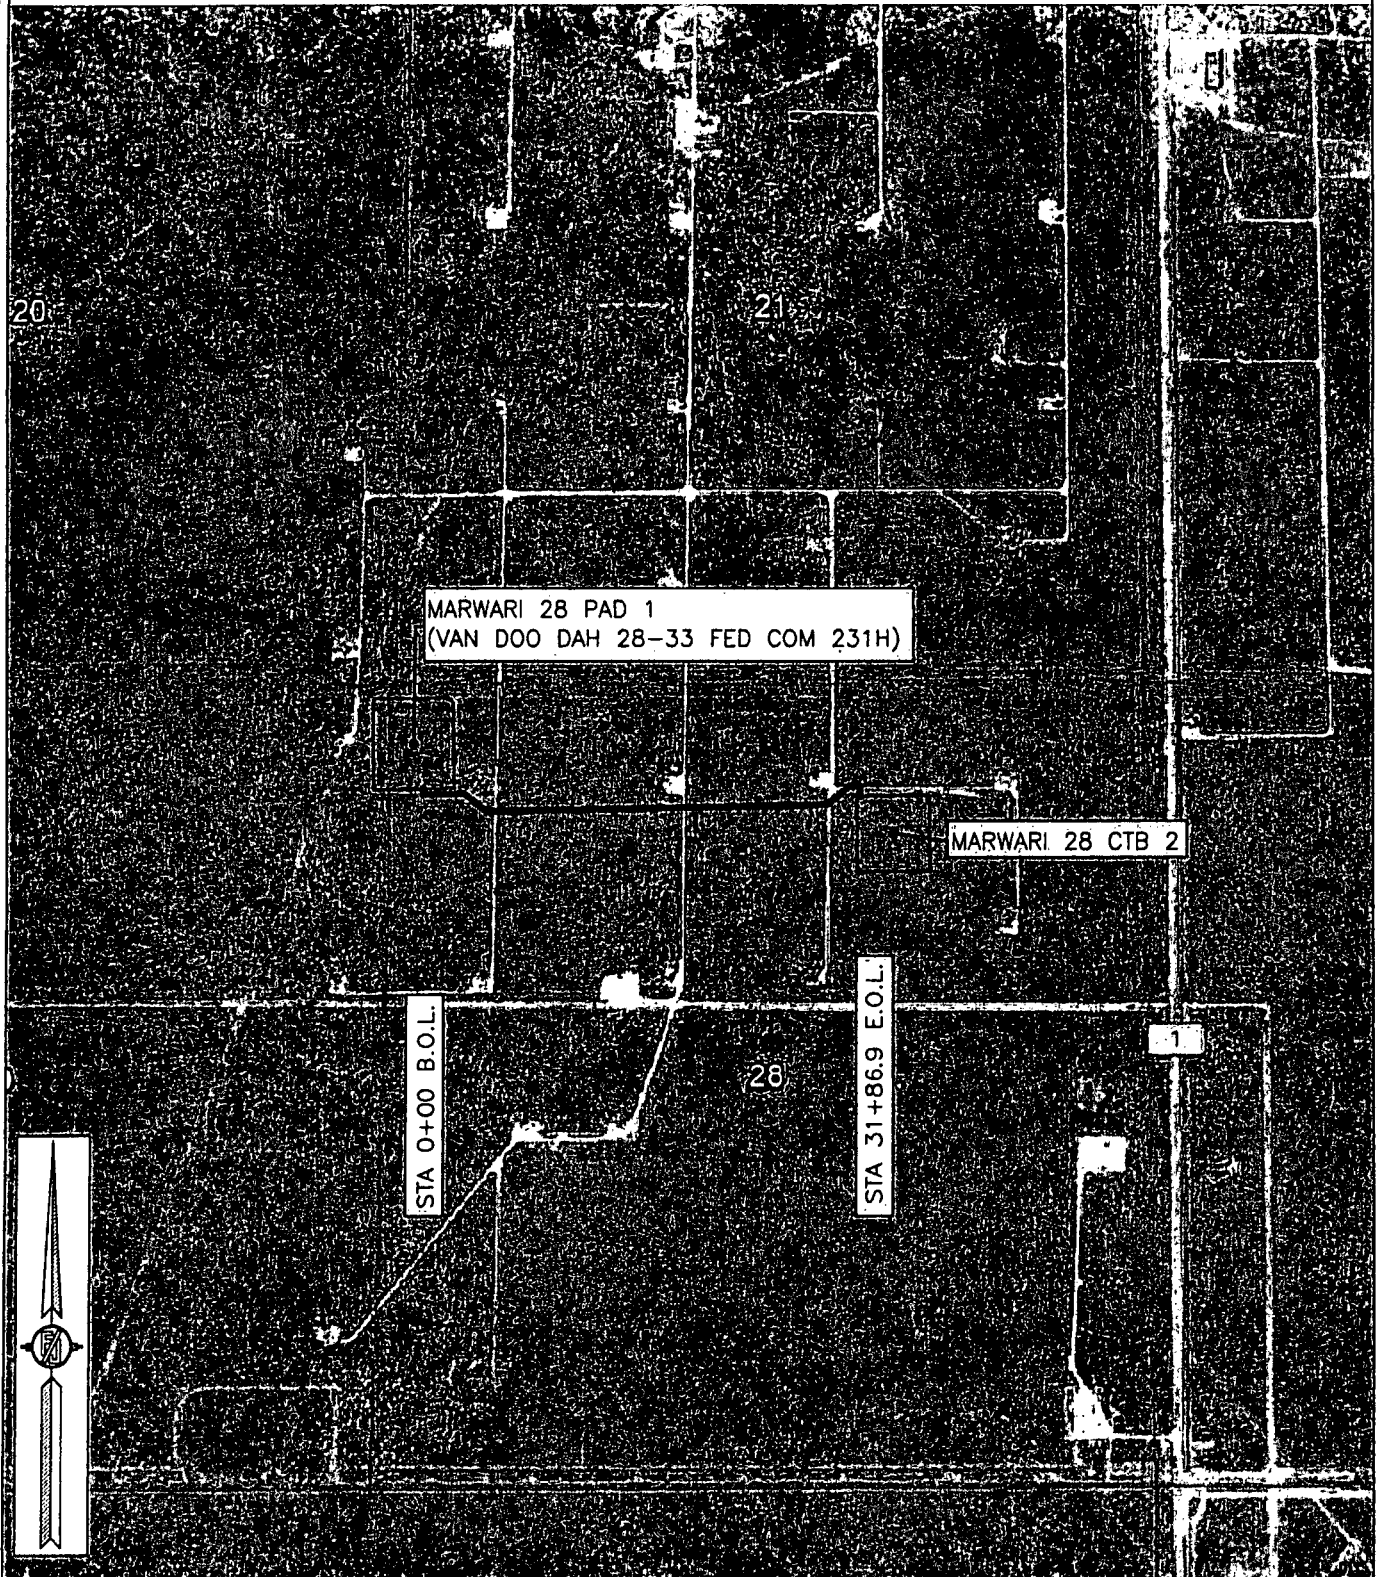 20
21
MARWARI 28 PAD 1
(VAN DOO DAH 28-33 FED COM 231H)
MARWARI 28 CTB 2
STA 0+00 B.O.L.
STA 31+86.9 E.O.L.
1
28